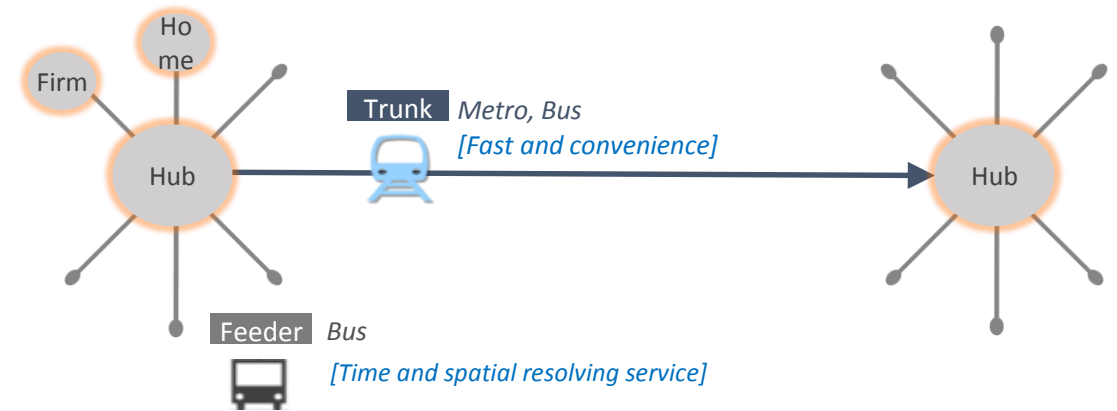 Ho
me
Firm
Trunk Metro, Bus
[Fast and convenience]
Hub
Hub
Feeder Bus
[Time and spatial resolving service]